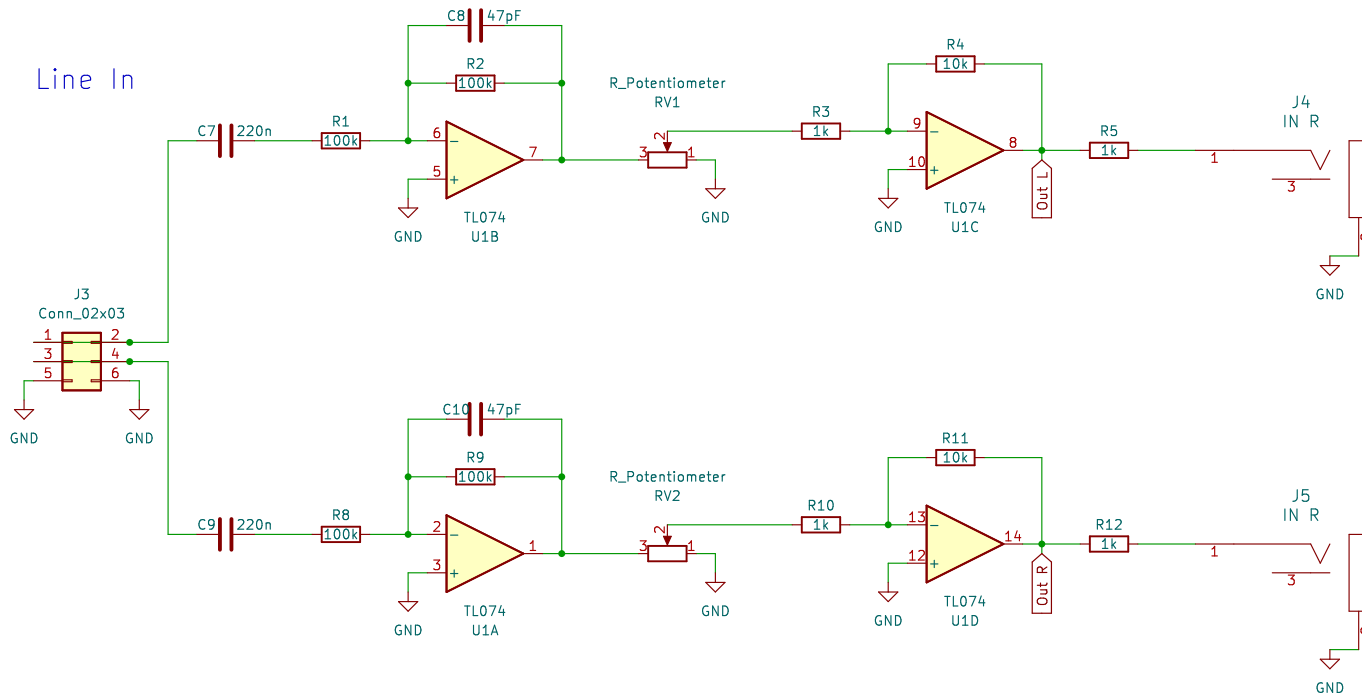 Line In
C8 47pF
R2
100k
C7 220n
R1
100k
6
5
7
−
+
TL074
U1B
GND
R_Potentiometer
RV1
2
3
1
GND
R3
1k
R4
10k
9
10
8
−
+
TL074
U1C
GND
Out L
R5
1k
J4
IN R
1
3
GND
J3
Conn_02x03
1 2
3 4
5 6
GND GND
C10 47pF
R9
100k
C9 220n
R8
100k
2
3
1
−
+
TL074
U1A
GND
R_Potentiometer
RV2
2
3
1
GND
R10
1k
R11
10k
13
12
14
−
+
TL074
U1D
GND
Out R
R12
1k
J5
IN R
1
3
GND